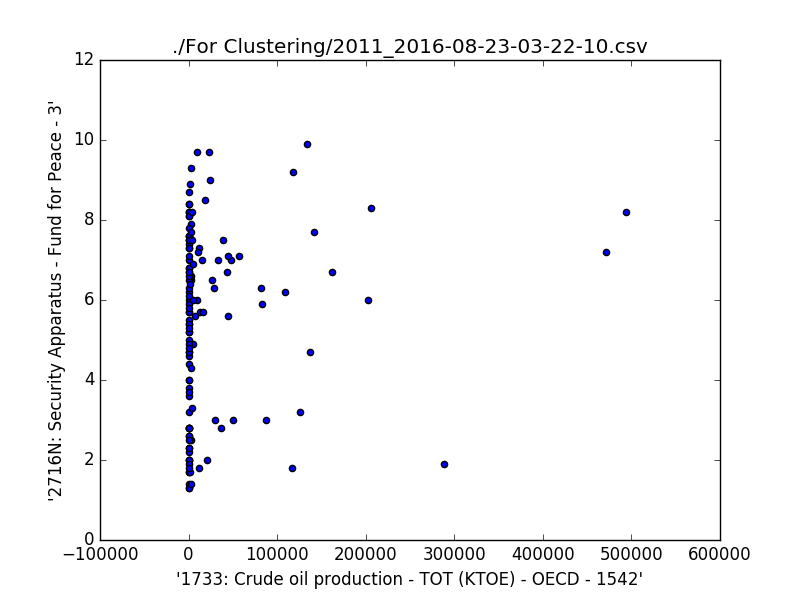 ./For Clustering/2011_2016-08-23-03-22-10.csv
12
10
8
6
4
2
0
'2716N: Security Apparatus - Fund for Peace - 3'
−100000 0 100000 200000 300000 400000 500000 600000
'1733: Crude oil production - TOT (KTOE) - OECD - 1542'